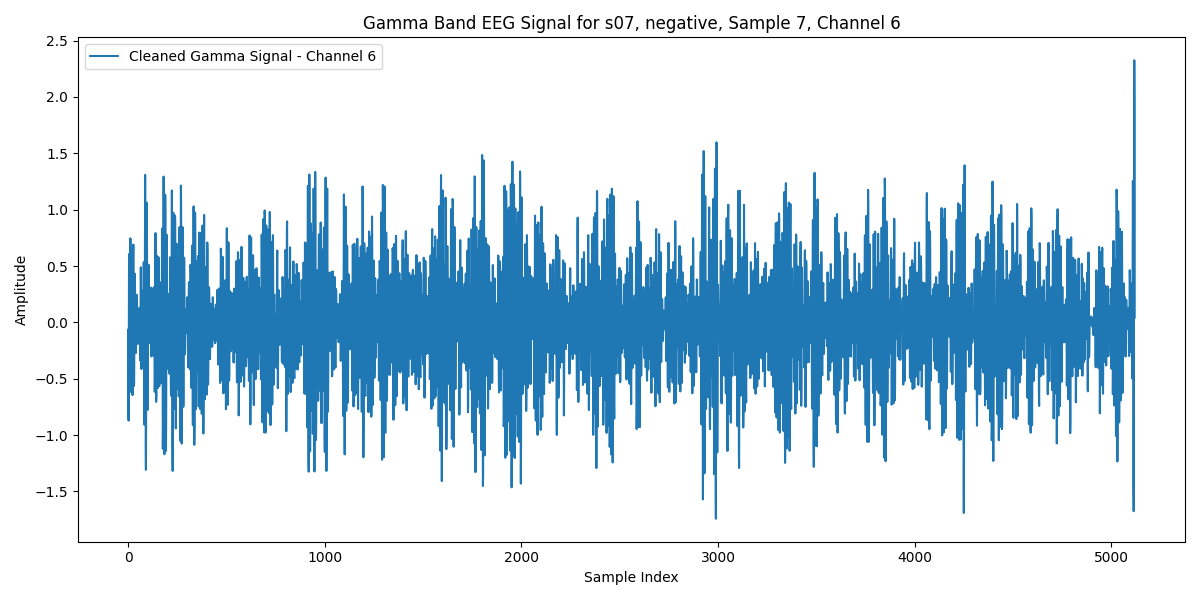 Gamma Band EEG Signal for s07, negative, Sample 7, Channel 6
Cleaned Gamma Signal - Channel 6
2.5
2.0
1.5
1.0
0.5
0.0
−0.5
−1.0
−1.5
Amplitude
0 1000 2000 3000 4000 5000
Sample Index